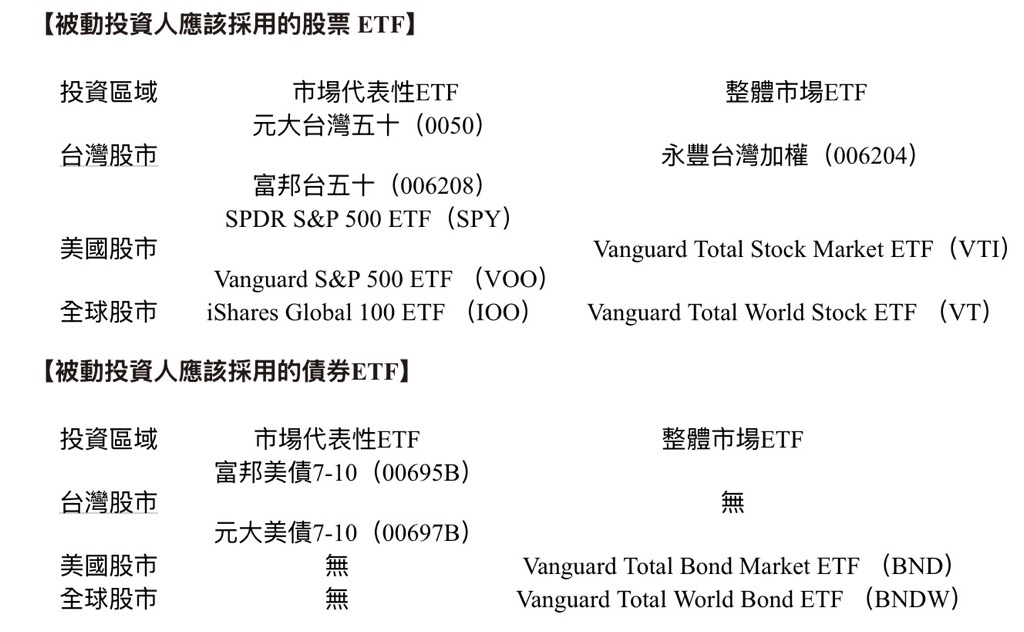 【被動投資人應該採用的股票 ETF】
投資區域 市場代表性ETF 整體市場ETF
元大台灣五十（0050）
台灣股市 永豐台灣加權（006204）
富邦台五十（006208）
SPDR S&P 500 ETF（SPY）
美國股市 Vanguard Total Stock Market ETF（VTI）
Vanguard S&P 500 ETF （VOO）
全球股市 iShares Global 100 ETF （IOO） Vanguard Total World Stock ETF （VT）
【被動投資人應該採用的債券ETF】
投資區域 市場代表性ETF 整體市場ETF
富邦美債7-10（00695B）
台灣股市 無
元大美債7-10（00697B）
美國股市 無 Vanguard Total Bond Market ETF （BND）
全球股市 無 Vanguard Total World Bond ETF （BNDW）